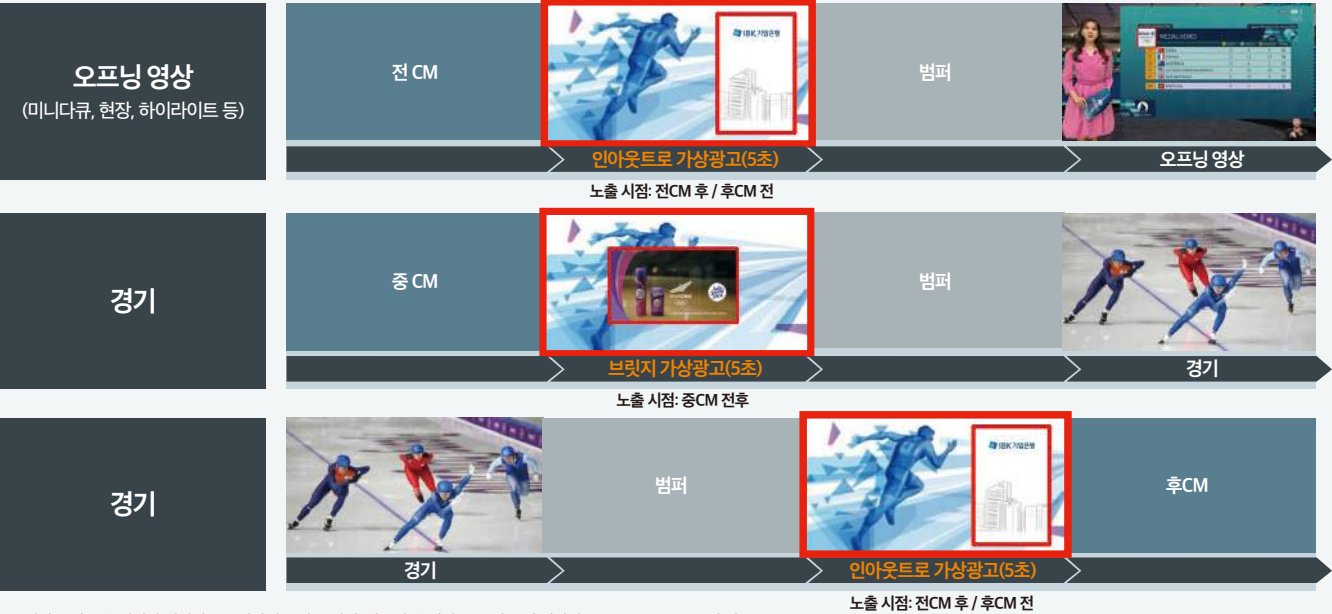 오프닝 영상
(미니다큐, 현장, 하이라이트 등)
전 CM
IBK기업은행
범퍼
인아웃트로 가상광고(5초)
오프닝 영상
노출 시점: 전CM 후 / 후CM 전
경기
중 CM
범퍼
브릿지 가상광고(5초)
경기
노출 시점: 중CM 전후
경기
범퍼
IBK기업은행
후CM
경기
인아웃트로 가상광고(5초)
노출 시점: 전CM 후 / 후CM 전